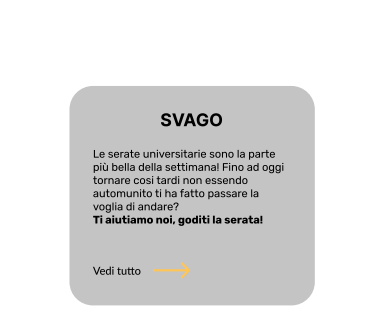 SVAGO
Le serate universitarie sono la parte
più bella della settimana! Fino ad oggi
tornare cosi tardi non essendo
automunito ti ha fatto passare la
voglia di andare?
Ti aiutiamo noi, goditi la serata!
Vedi tutto